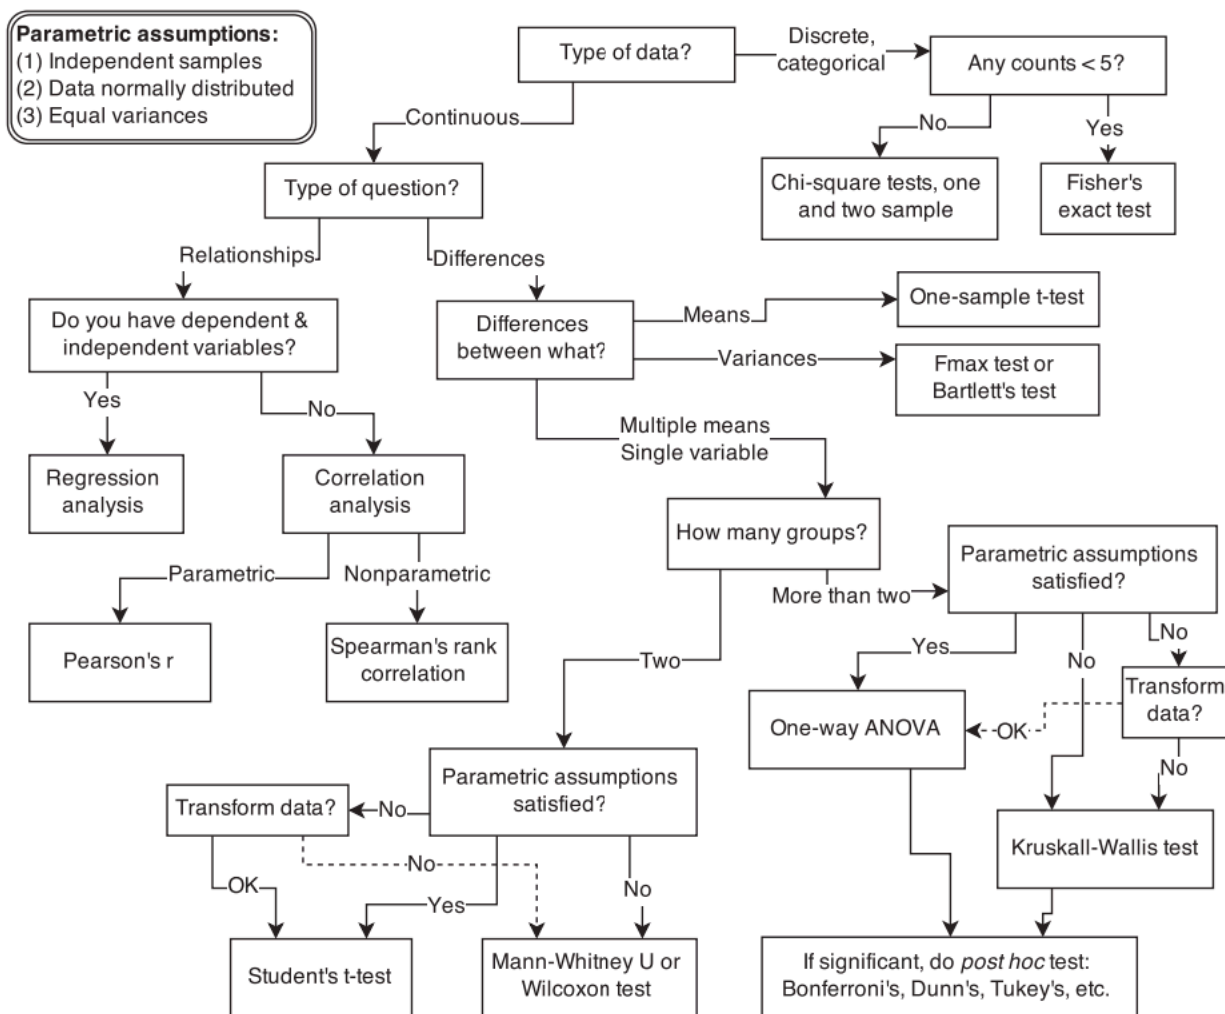 Parametric assumptions:
(1) Independent samples
(2) Data normally distributed
(3) Equal variances
Type of data?
Discrete,
categorical
Any counts < 5?
Continuous
No
Yes
Type of question?
Chi-square tests, one
and two sample
Fisher's
exact test
Relationships
Differences
Do you have dependent &
independent variables?
Differences
between what?
Means
One-sample t-test
Variances
Fmax test or
Bartlett's test
Yes
No
Multiple means
Single variable
Regression
analysis
Correlation
analysis
How many groups?
Parametric assumptions
satisfied?
Parametric
Nonparametric
More than two
Pearson's r
Spearman's rank
correlation
Two
Yes
No
No
Transform
data?
One-way ANOVA
OK
No
Parametric assumptions
satisfied?
Transform data?
No
Kruskall-Wallis test
No
OK
Yes
No
Student's t-test
Mann-Whitney U or
Wilcoxon test
If significant, do post hoc test:
Bonferroni's, Dunn's, Tukey's, etc.